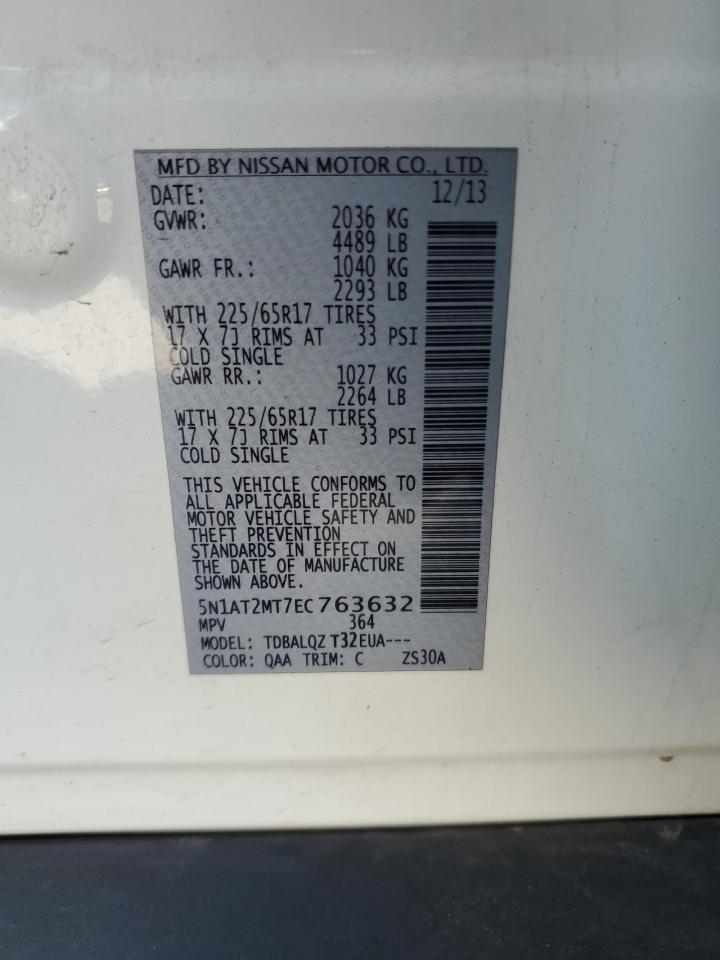 MFD BY NISSAN MOTOR CO., LTD.
DATE: 12/13
GVWR: 2036 KG
4489 LB
GAWR FR.: 1040 KG
2293 LB
WITH 225/65R17 TIRES
17 X 7J RIMS AT 33 PSI
COLD SINGLE
GAWR RR.: 1027 KG
2264 LB
WITH 225/65R17 TIRES
17 X 7J RIMS AT 33 PSI
COLD SINGLE
THIS VEHICLE CONFORMS TO
ALL APPLICABLE FEDERAL
MOTOR VEHICLE SAFETY AND
THEFT PREVENTION
STANDARDS IN EFFECT ON
THE DATE OF MANUFACTURE
SHOWN ABOVE.
5N1AT2MT7EC763632
MPV 364
MODEL: TDBALQZ T32EUA---
COLOR: QAA TRIM: C ZS30A